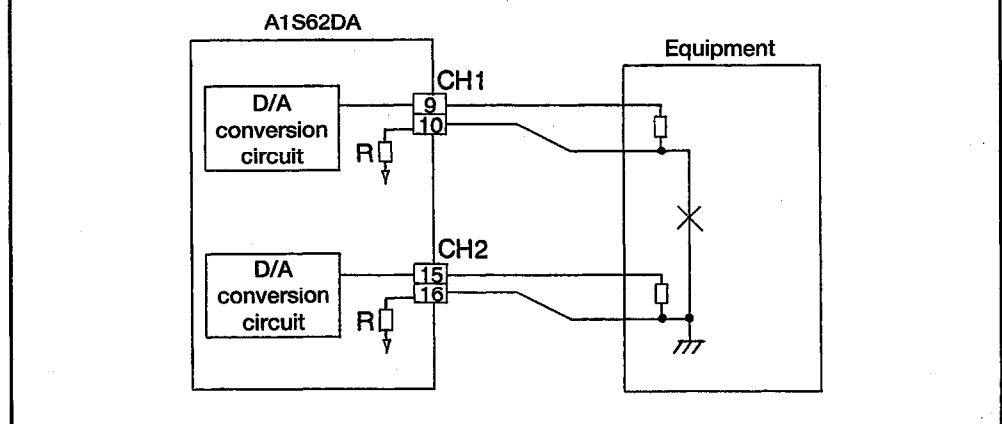 A1S62DA
Equipment
CH1
D/A
conversion
circuit
9
10
R
CH2
D/A
conversion
circuit
15
16
R